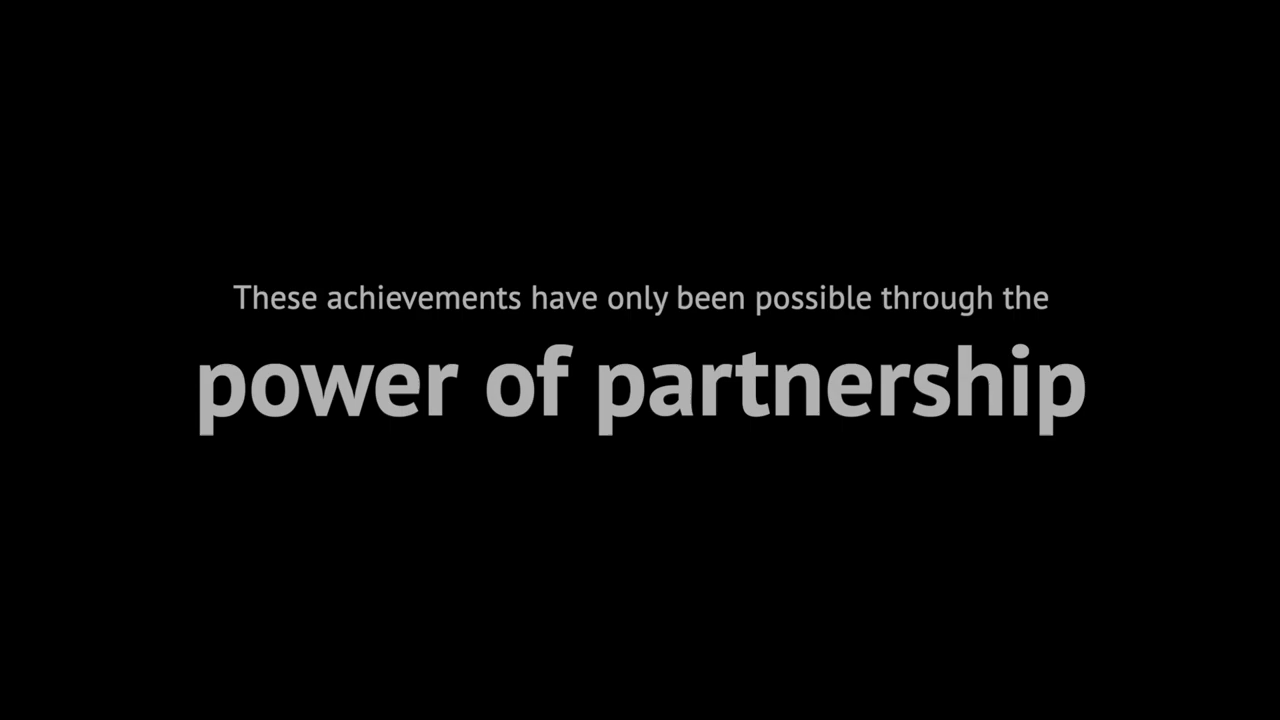 These achievements have only been possible through the
power of partnership